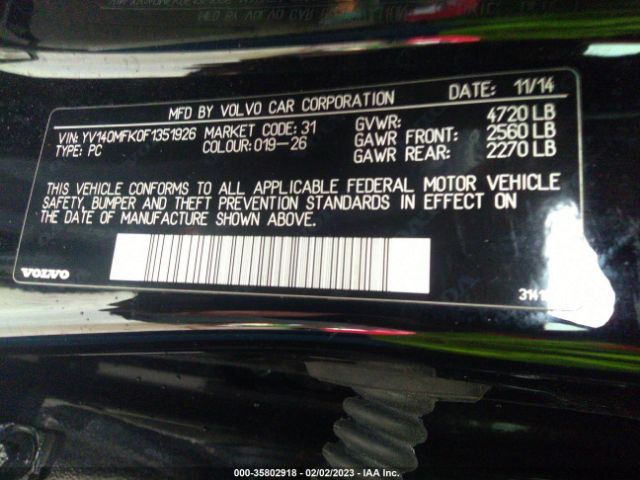 MFD BY VOLVO CAR CORPORATION DATE: 11/14
VIN: YV140MFK0F1351926 MARKET CODE: 31 GVWR: 4720 LB
TYPE: PC COLOUR: 019-26 GAWR FRONT: 2560 LB
GAWR REAR: 2270 LB
THIS VEHICLE CONFORMS TO ALL APPLICABLE FEDERAL MOTOR VEHICLE
SAFETY, BUMPER AND THEFT PREVENTION STANDARDS IN EFFECT ON
THE DATE OF MANUFACTURE SHOWN ABOVE.
VOLVO
000-35802918 - 02/02/2023 - IAA Inc.